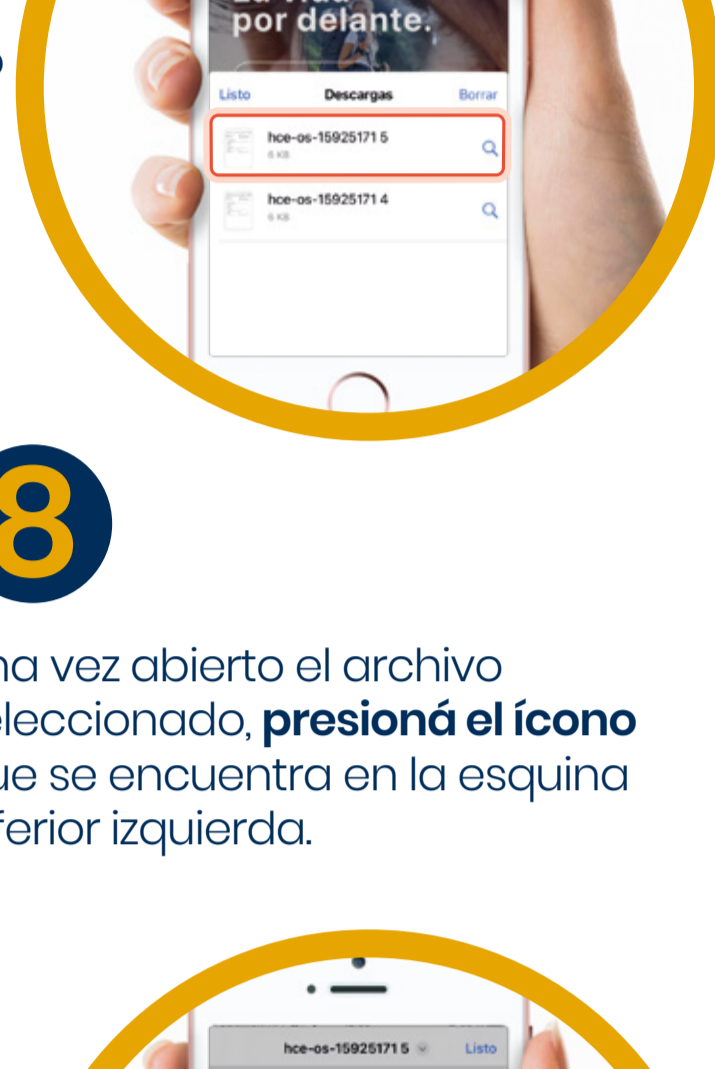 por delante.
Listo Descargas Borrar
hce-os-15925171 5
6 KB
hce-os-15925171 4
6 KB
8
na vez abierto el archivo
eleccionado, presioná el ícono
ue se encuentra en la esquina
ferior izquierda.
hce-os-15925171 5 Listo